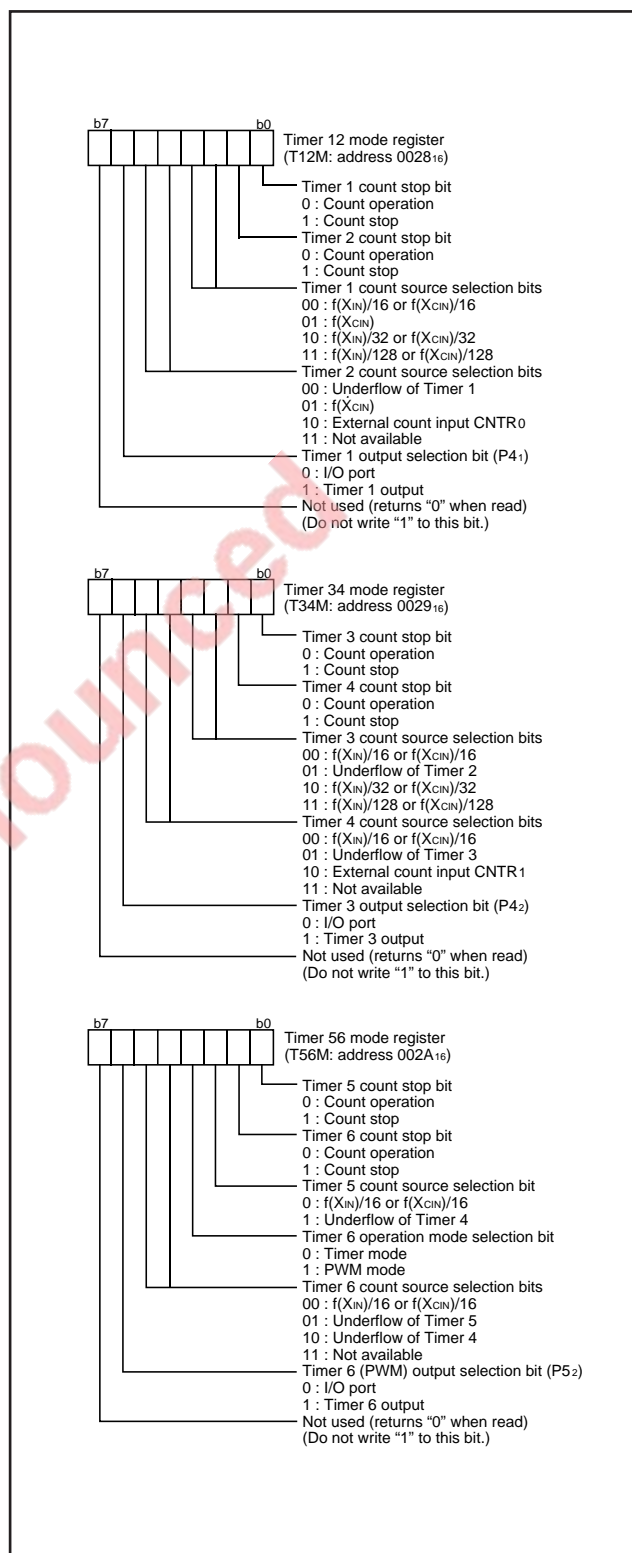 b7 b0
Timer 12 mode register
(T12M: address 0028₁₆)
Timer 1 count stop bit
0 : Count operation
1 : Count stop
Timer 2 count stop bit
0 : Count operation
1 : Count stop
Timer 1 count source selection bits
00 : f(XIN)/16 or f(XCIN)/16
01 : f(XCIN)
10 : f(XIN)/32 or f(XCIN)/32
11 : f(XIN)/128 or f(XCIN)/128
Timer 2 count source selection bits
00 : Underflow of Timer 1
01 : f(XCIN)
10 : External count input CNTR0
11 : Not available
Timer 1 output selection bit (P4₁)
0 : I/O port
1 : Timer 1 output
Not used (returns “0” when read)
(Do not write “1” to this bit.)
b7 b0
Timer 34 mode register
(T34M: address 0029₁₆)
Timer 3 count stop bit
0 : Count operation
1 : Count stop
Timer 4 count stop bit
0 : Count operation
1 : Count stop
Timer 3 count source selection bits
00 : f(XIN)/16 or f(XCIN)/16
01 : Underflow of Timer 2
10 : f(XIN)/32 or f(XCIN)/32
11 : f(XIN)/128 or f(XCIN)/128
Timer 4 count source selection bits
00 : f(XIN)/16 or f(XCIN)/16
01 : Underflow of Timer 3
10 : External count input CNTR1
11 : Not available
Timer 3 output selection bit (P4₂)
0 : I/O port
1 : Timer 3 output
Not used (returns “0” when read)
(Do not write “1” to this bit.)
b7 b0
Timer 56 mode register
(T56M: address 002A₁₆)
Timer 5 count stop bit
0 : Count operation
1 : Count stop
Timer 6 count stop bit
0 : Count operation
1 : Count stop
Timer 5 count source selection bit
0 : f(XIN)/16 or f(XCIN)/16
1 : Underflow of Timer 4
Timer 6 operation mode selection bit
0 : Timer mode
1 : PWM mode
Timer 6 count source selection bits
00 : f(XIN)/16 or f(XCIN)/16
01 : Underflow of Timer 5
10 : Underflow of Timer 4
11 : Not available
Timer 6 (PWM) output selection bit (P5₂)
0 : I/O port
1 : Timer 6 output
Not used (returns “0” when read)
(Do not write “1” to this bit.)